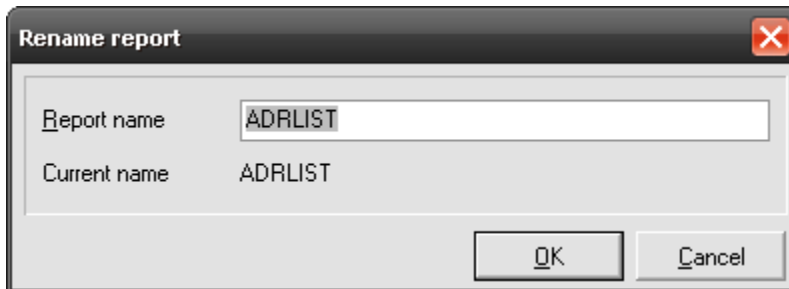 Rename report
Report name ADRLIST
Current name ADRLIST
OK Cancel